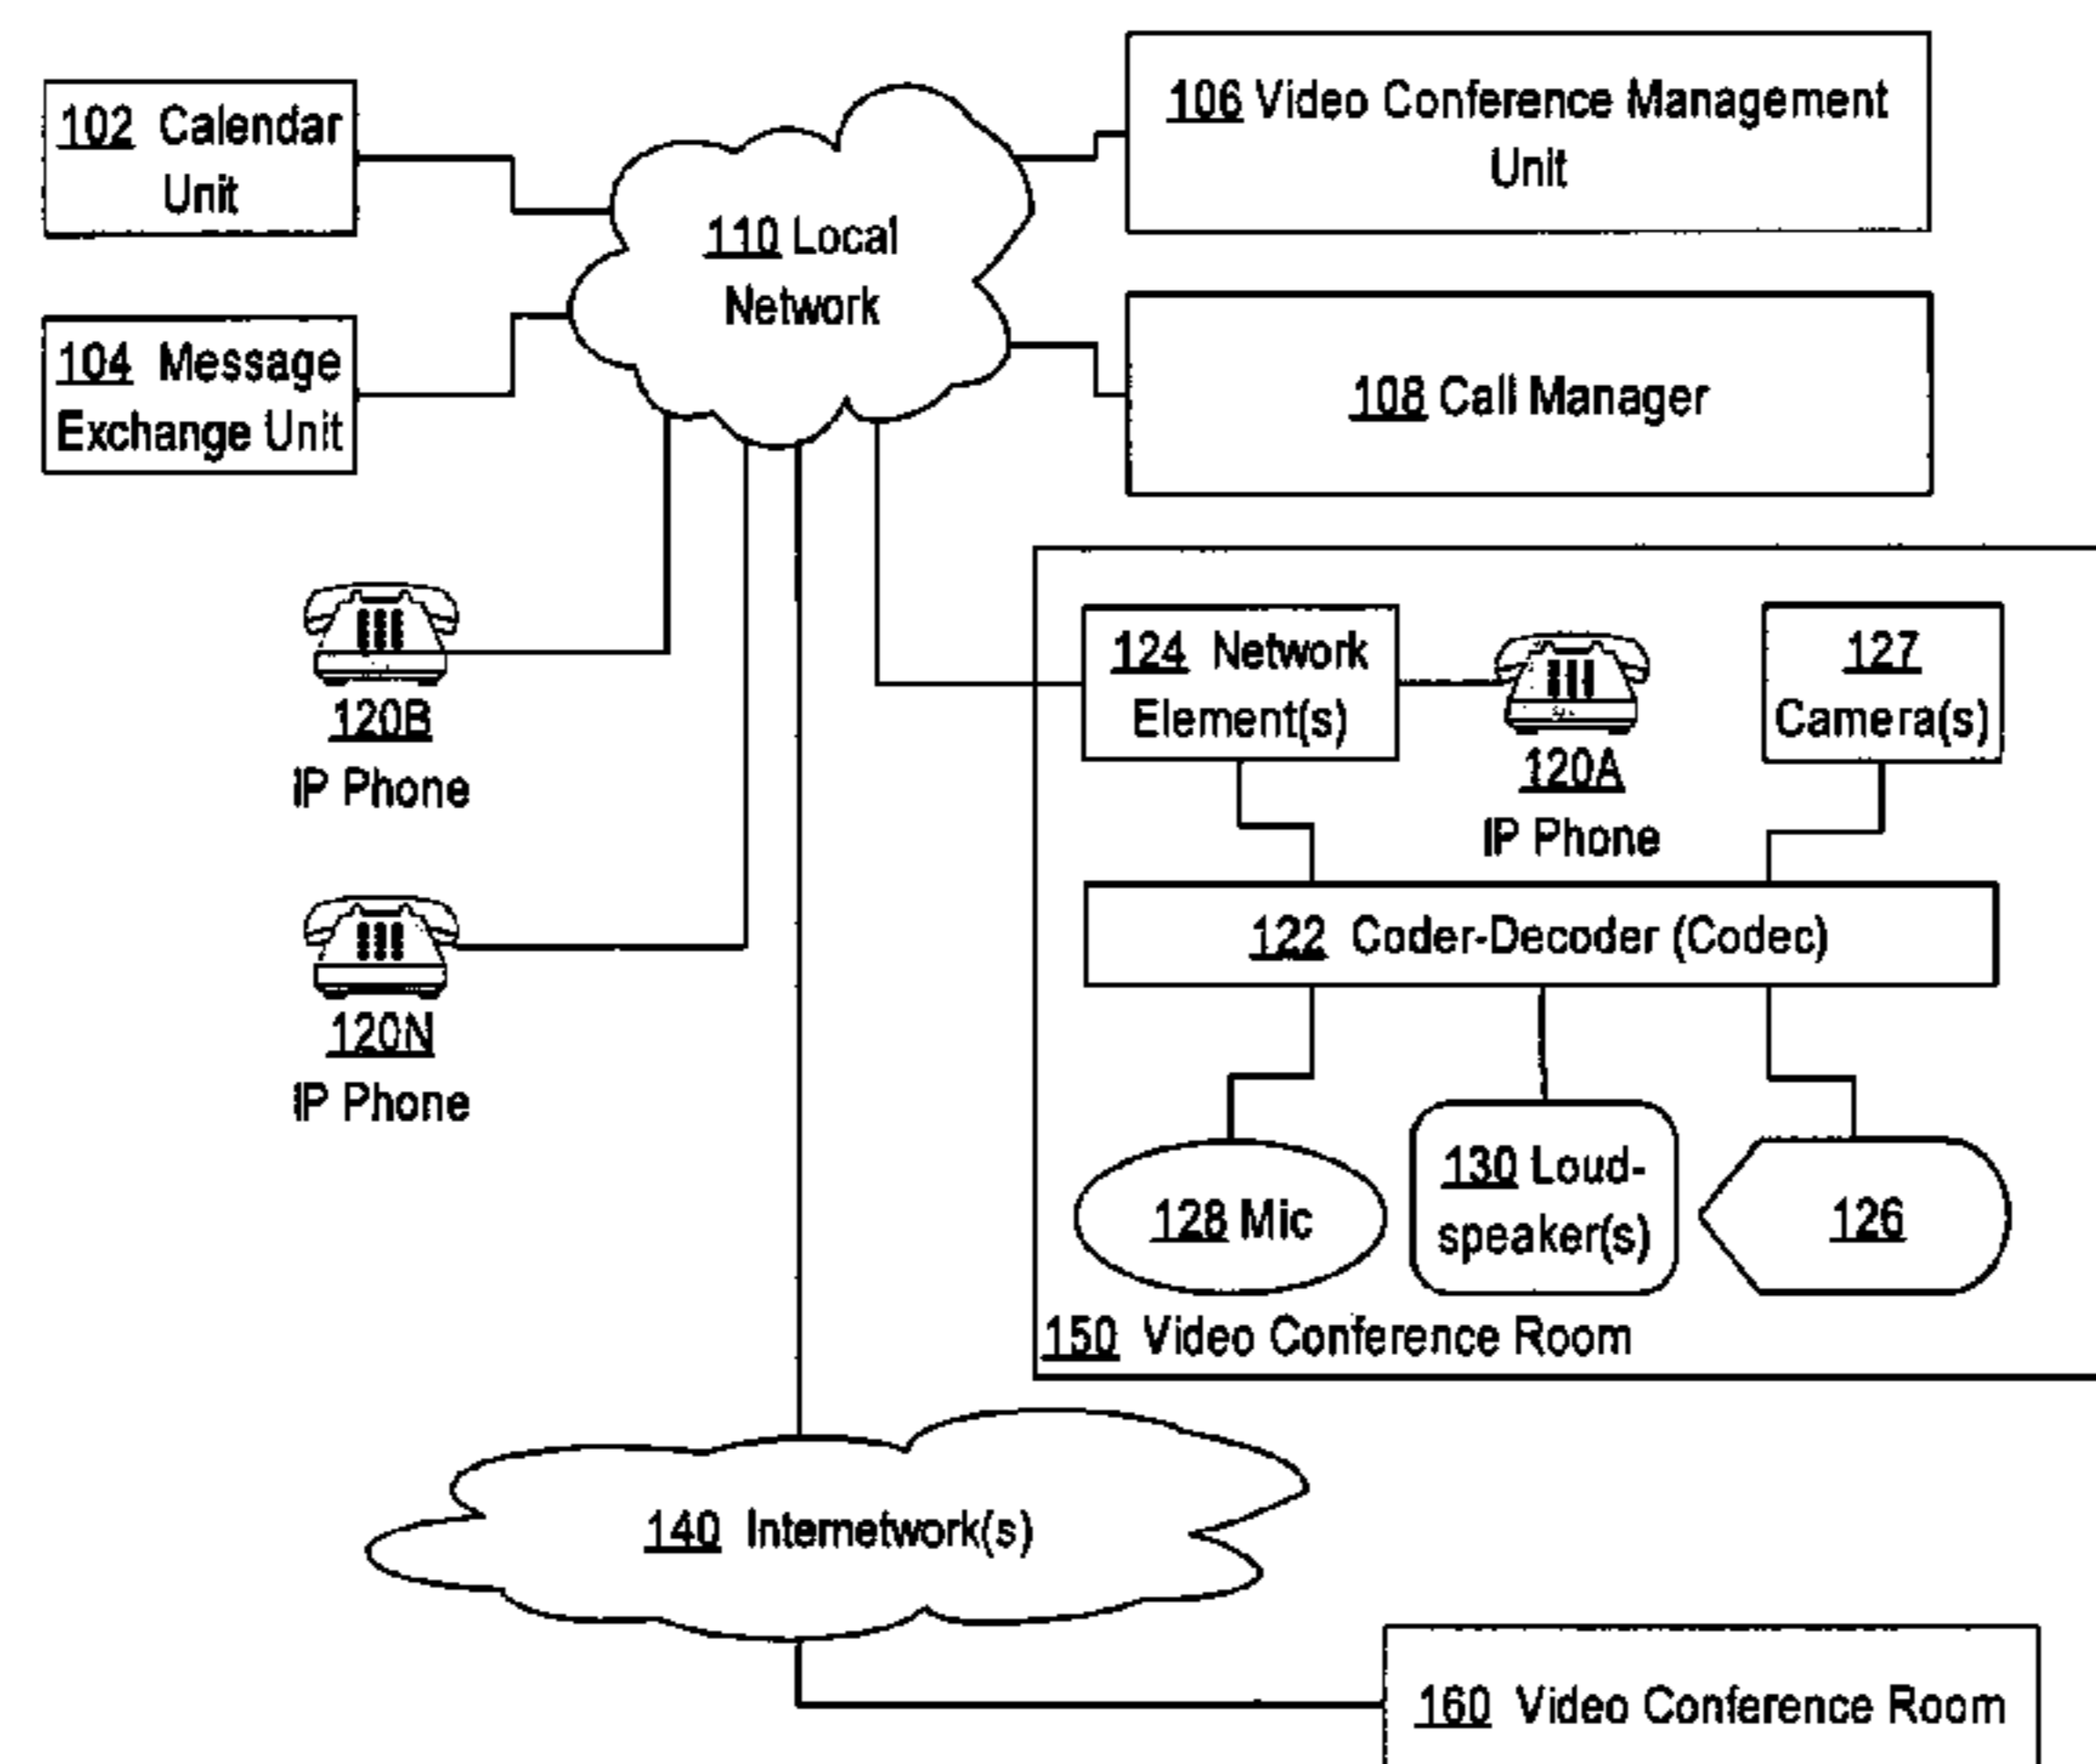 102 Calendar
Unit
106 Video Conference Management
Unit
110 Local
Network
104 Message
Exchange Unit
108 Call Manager
120B
IP Phone
124 Network
Element(s)
120A
IP Phone
127
Camera(s)
122 Coder-Decoder (Codec)
120N
IP Phone
128 Mic
130 Loud-
speaker(s)
126
150 Video Conference Room
140 Internetwork(s)
160 Video Conference Room